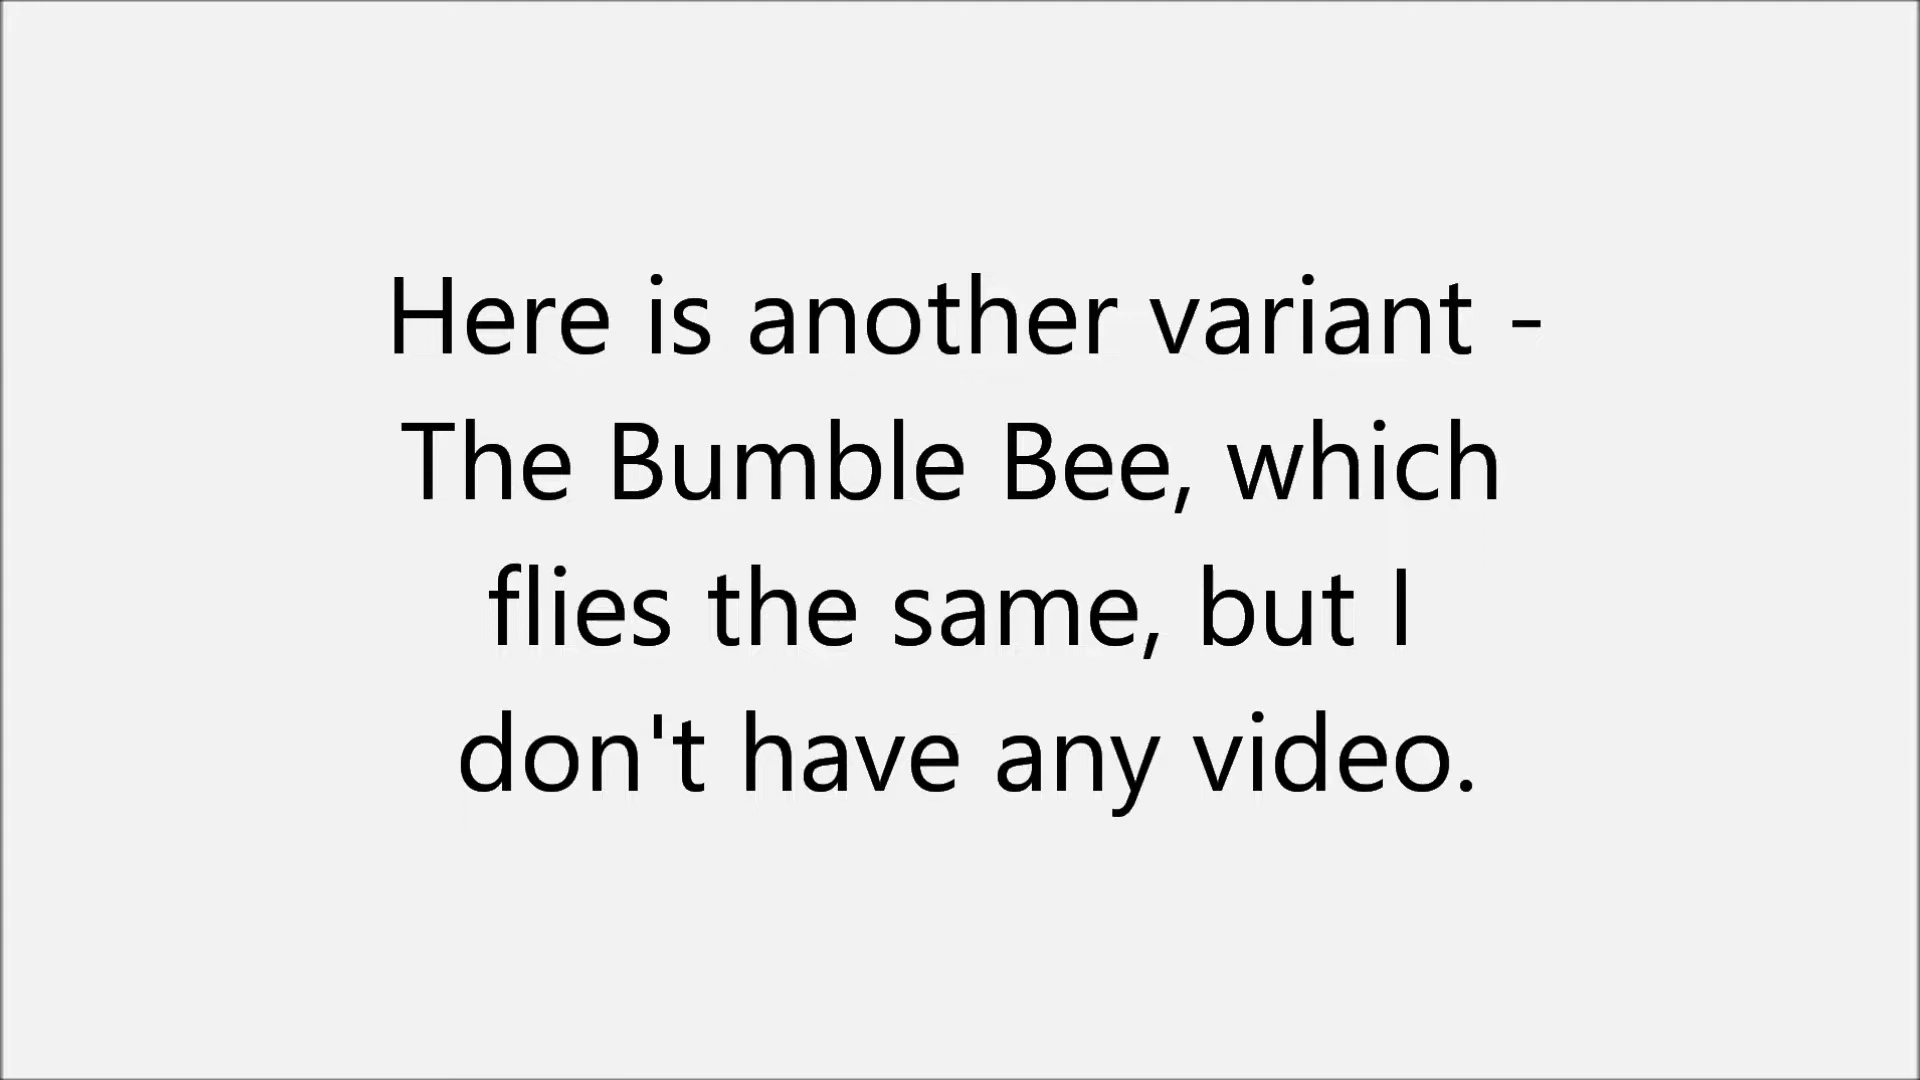 Here is another variant -
The Bumble Bee, which
flies the same, but I
don't have any video.